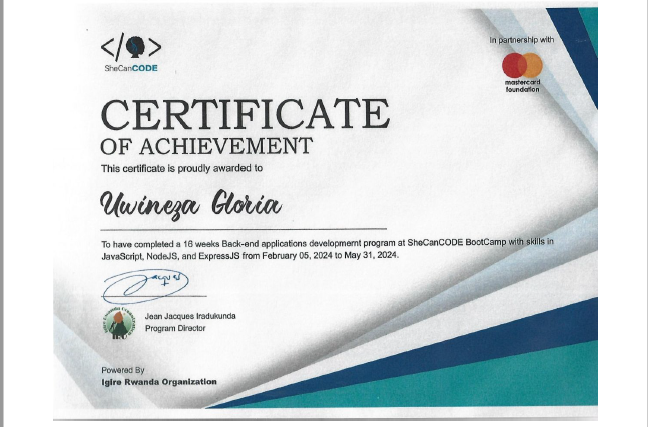 </>
SheCanCODE
In partnership with
mastercard
foundation
CERTIFICATE
OF ACHIEVEMENT
This certificate is proudly awarded to
Uwineza Gloria
To have completed a 16 weeks Back-end applications development program at SheCanCODE BootCamp with skills in
JavaScript, NodeJS, and ExpressJS from February 05, 2024 to May 31, 2024.
Jacques
Jean Jacques Iradukunda
Program Director
Powered By
Igire Rwanda Organization